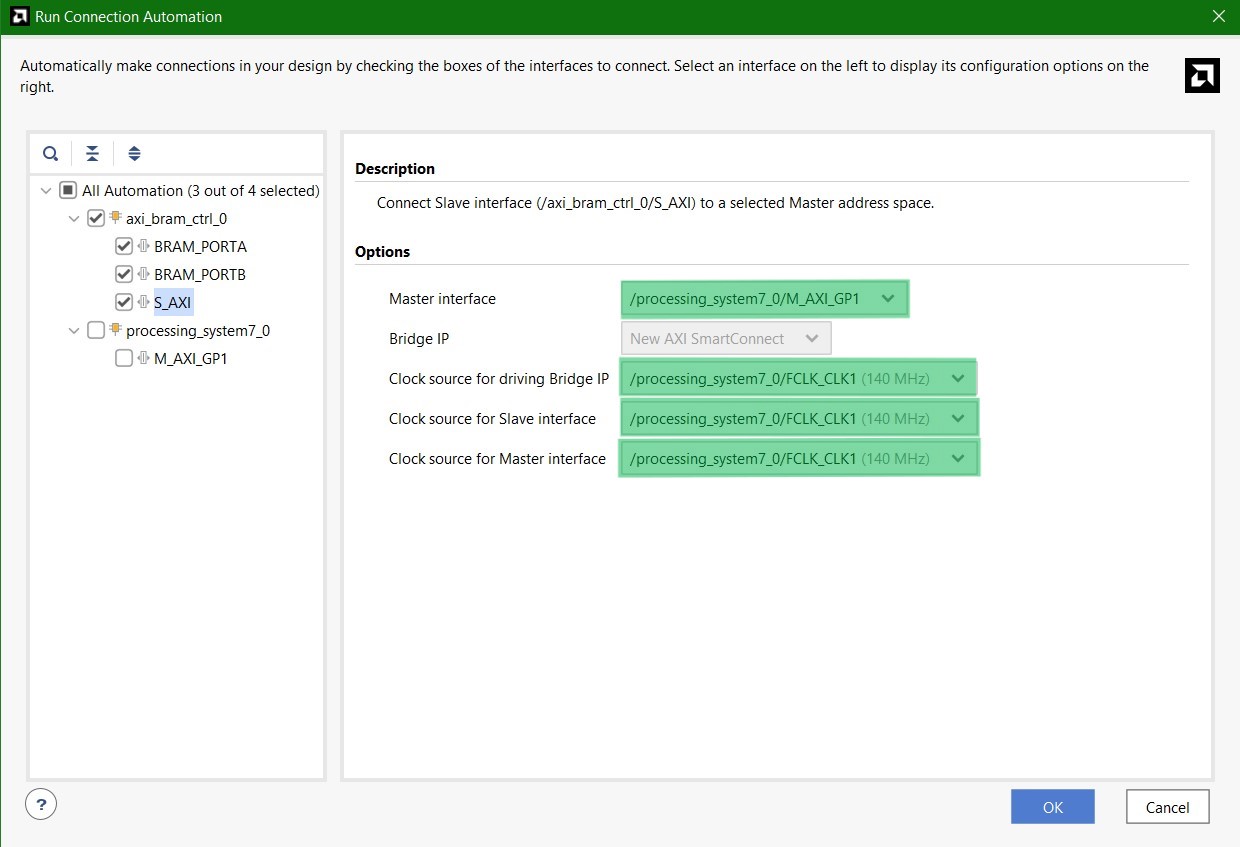 Run Connection Automation
Automatically make connections in your design by checking the boxes of the interfaces to connect. Select an interface on the left to display its configuration options on the
right.
All Automation (3 out of 4 selected)
axi_bram_ctrl_0
BRAM_PORTA
BRAM_PORTB
S_AXI
processing_system7_0
M_AXI_GP1
Description
Connect Slave interface (/axi_bram_ctrl_0/S_AXI) to a selected Master address space.
Options
Master interface /processing_system7_0/M_AXI_GP1
Bridge IP New AXI SmartConnect
Clock source for driving Bridge IP /processing_system7_0/FCLK_CLK1 (140 MHz)
Clock source for Slave interface /processing_system7_0/FCLK_CLK1 (140 MHz)
Clock source for Master interface /processing_system7_0/FCLK_CLK1 (140 MHz)
?
OK
Cancel